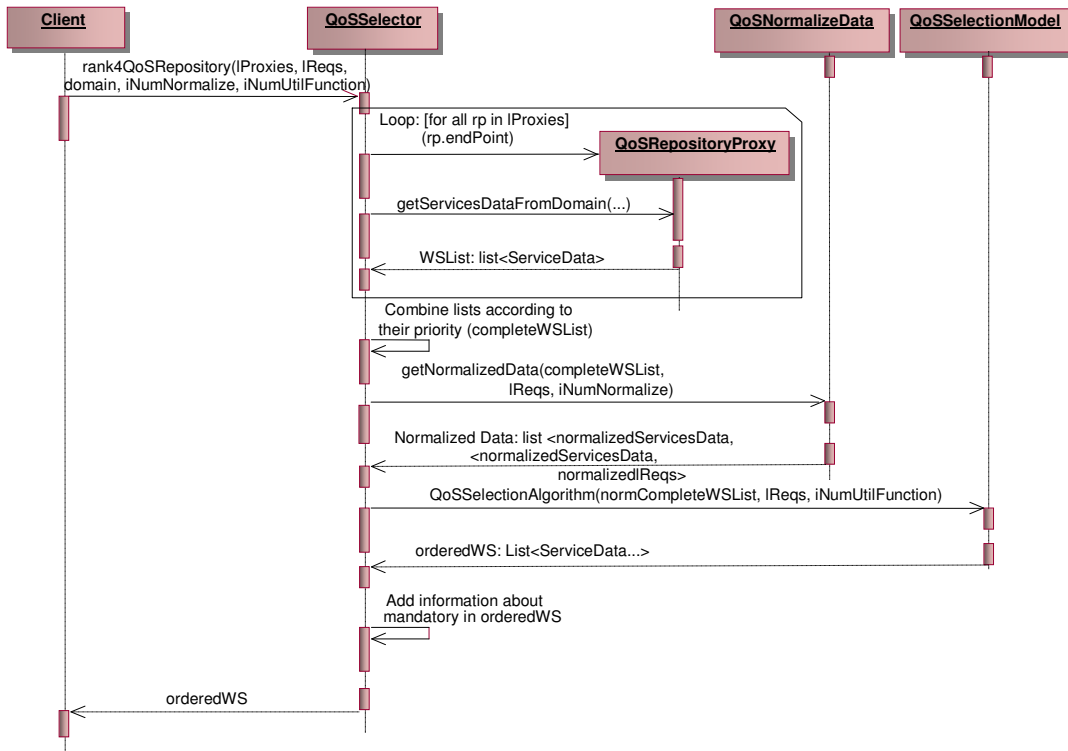 Client
QoSSelector
QoSNormalizeData
QoSSelectionModel
rank4QoSRepository(lProxies, lReqs,
domain, iNumNormalize, iNumUtilFunction)
Loop: [for all rp in lProxies]
(rp.endPoint)
QoSRepositoryProxy
getServicesDataFromDomain(...)
WSList: list<ServiceData>
Combine lists according to
their priority (completeWSList)
getNormalizedData(completeWSList,
lReqs, iNumNormalize)
Normalized Data: list <normalizedServicesData,
<normalizedServicesData,
normalizedlReqs>
QoSSelectionAlgorithm(normCompleteWSList, lReqs, iNumUtilFunction)
orderedWS: List<ServiceData...>
Add information about
mandatory in orderedWS
orderedWS